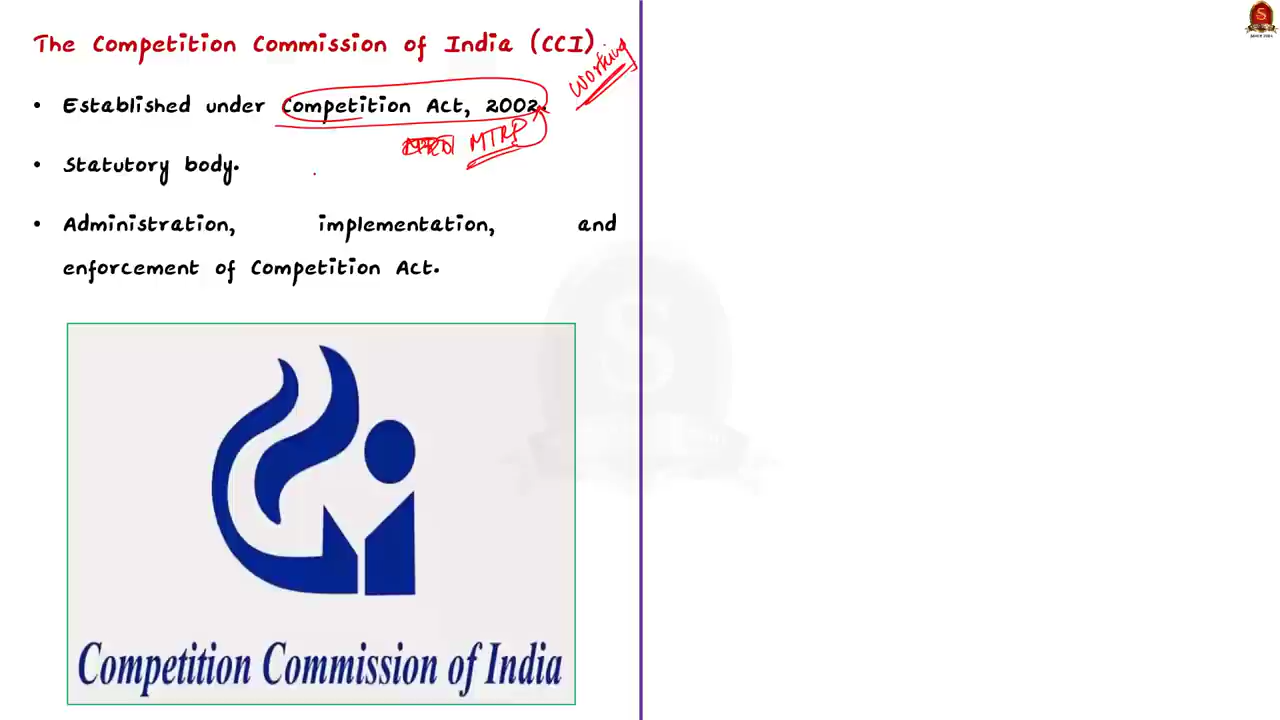 The Competition Commission of India (CCI)
working
• Established under Competition Act, 2002.
MTRP
• Statutory body.
• Administration, implementation, and
enforcement of Competition Act.
Competition Commission of India